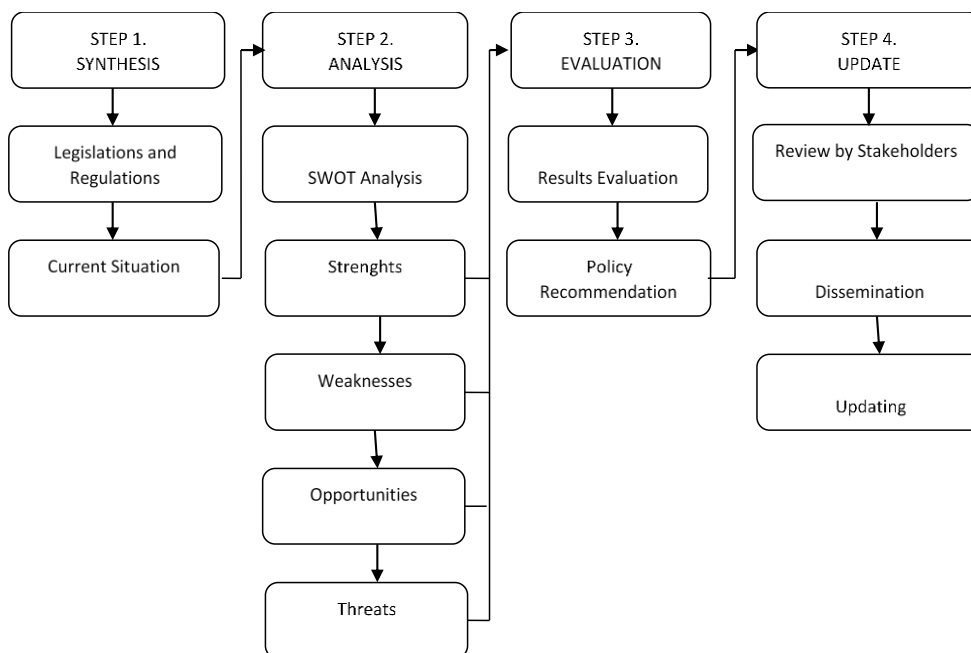 STEP 1.
SYNTHESIS
Legislations and
Regulations
Current Situation
STEP 2.
ANALYSIS
SWOT Analysis
Strenghts
Weaknesses
Opportunities
Threats
STEP 3.
EVALUATION
Results Evaluation
Policy
Recommendation
STEP 4.
UPDATE
Review by Stakeholders
Dissemination
Updating